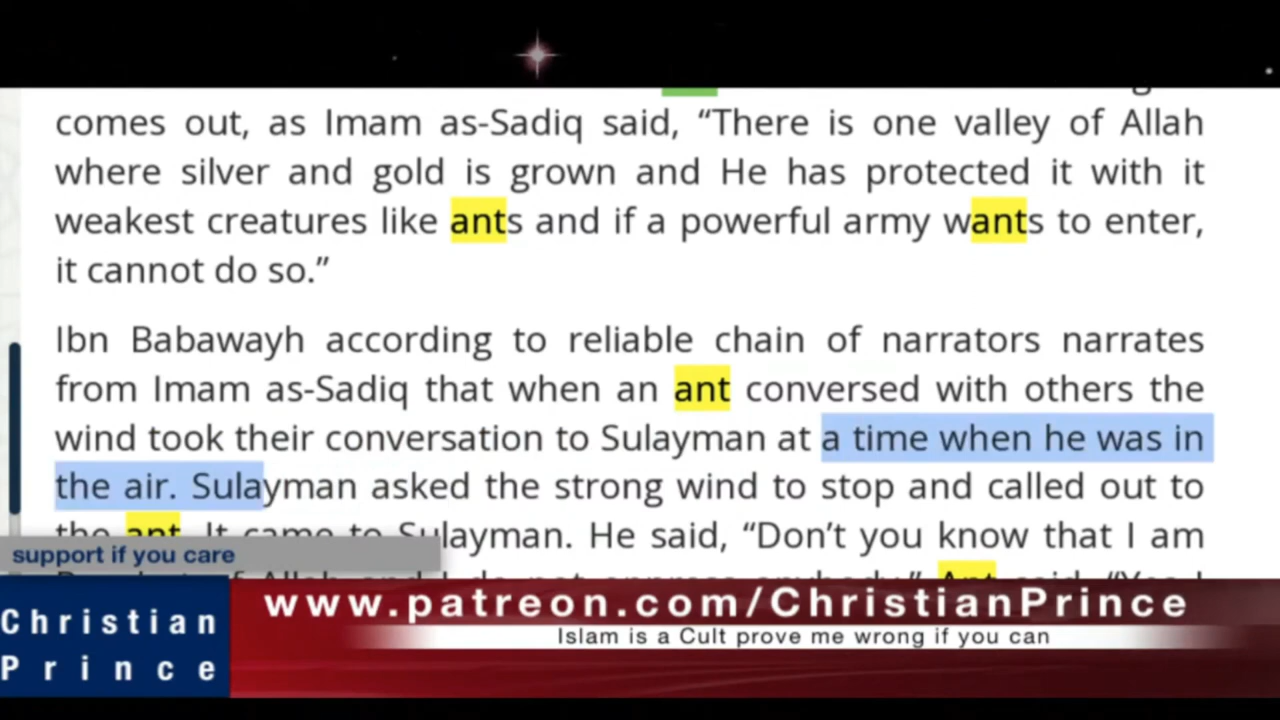 comes out, as Imam as-Sadiq said, “There is one valley of Allah
where silver and gold is grown and He has protected it with it
weakest creatures like ants and if a powerful army wants to enter,
it cannot do so.”
Ibn Babawayh according to reliable chain of narrators narrates
from Imam as-Sadiq that when an ant conversed with others the
wind took their conversation to Sulayman at a time when he was in
the air. Sulayman asked the strong wind to stop and called out to
the ant. It came to Sulayman. He said, “Don’t you know that I am
support if you care
Christian
Prince
www.patreon.com/ChristianPrince
Islam is a Cult prove me wrong if you can